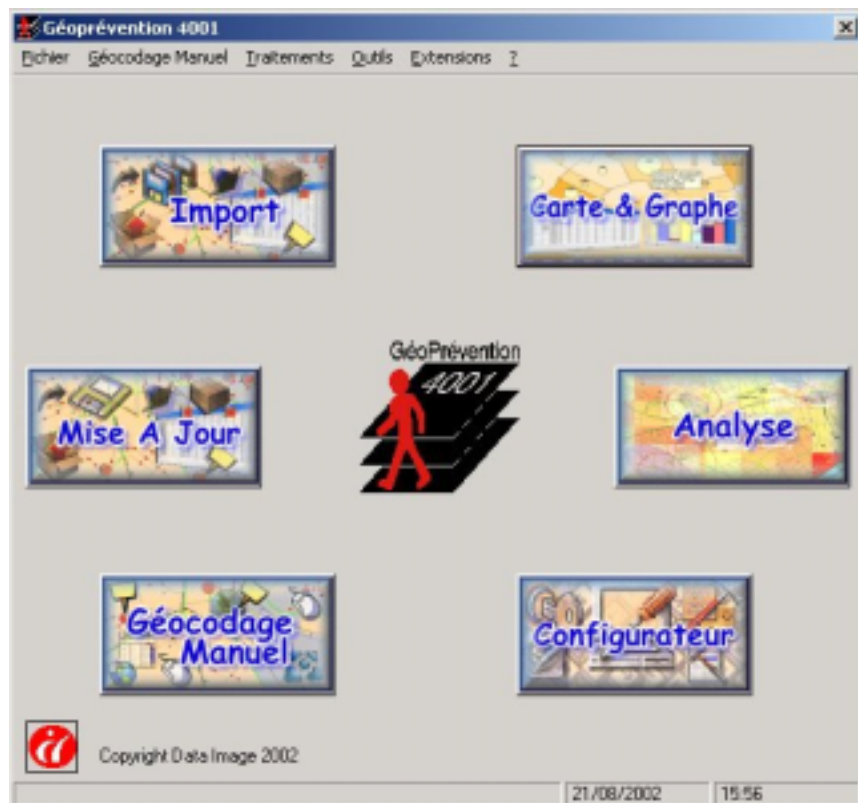 Géoprévention 4001
Fichier Géocodage Manuel Traitements Outils Extensions ?
Import
Carte & Graphe
GéoPrévention
4001
Mise A Jour
Analyse
Géocodage
Manuel
Configurateur
Copyright Data Image 2002
21/08/2002 15:56